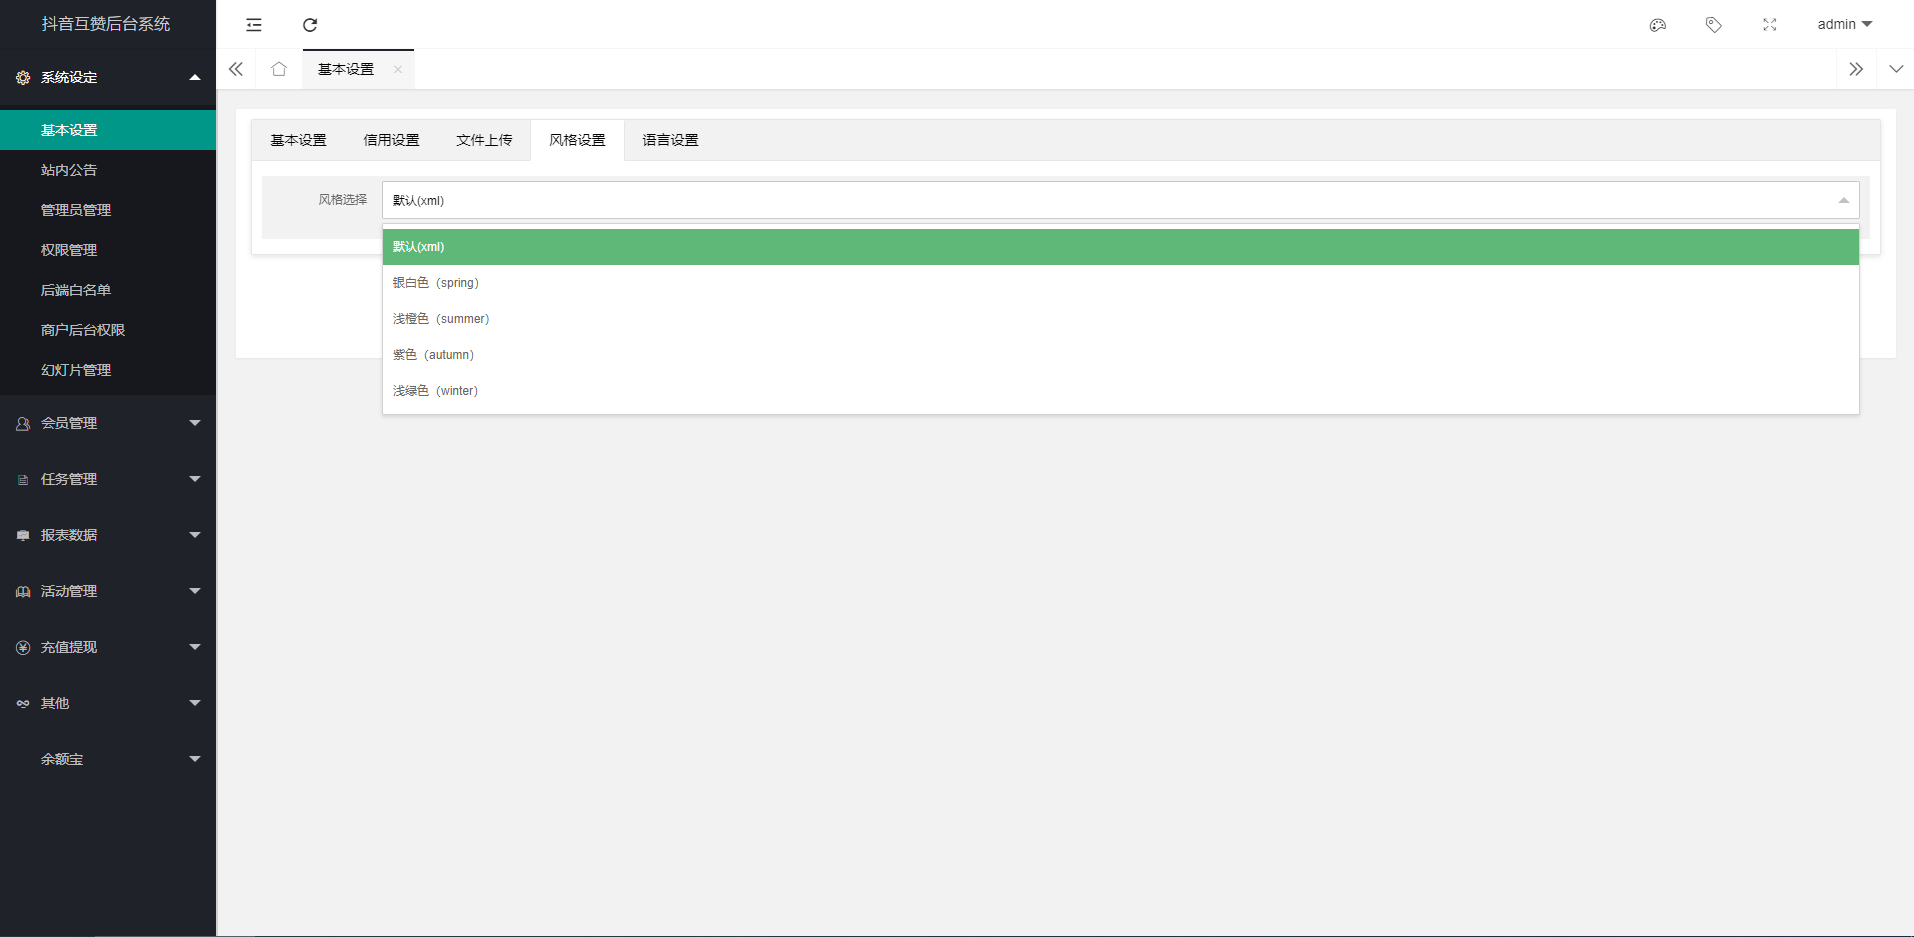 抖音互赞后台系统
admin
系统设定
基本设置
基本设置
站内公告
管理员管理
权限管理
后端白名单
商户后台权限
幻灯片管理
会员管理
任务管理
报表数据
活动管理
充值提现
其他
余额宝
基本设置 信用设置 文件上传 风格设置 语言设置
风格选择 默认(xml)
默认(xml)
银白色（spring）
浅橙色（summer）
紫色（autumn）
浅绿色（winter）